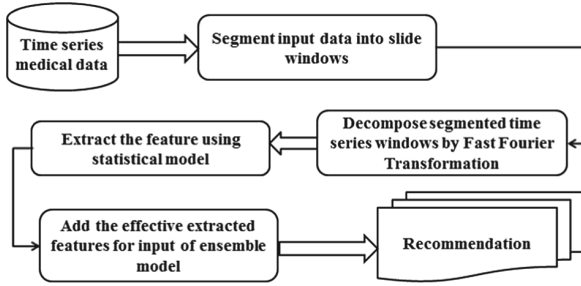 Time series
medical data
Segment input data into slide
windows
Decompose segmented time
series windows by Fast Fourier
Transformation
Extract the feature using
statistical model
Add the effective extracted
features for input of ensemble
model
Recommendation